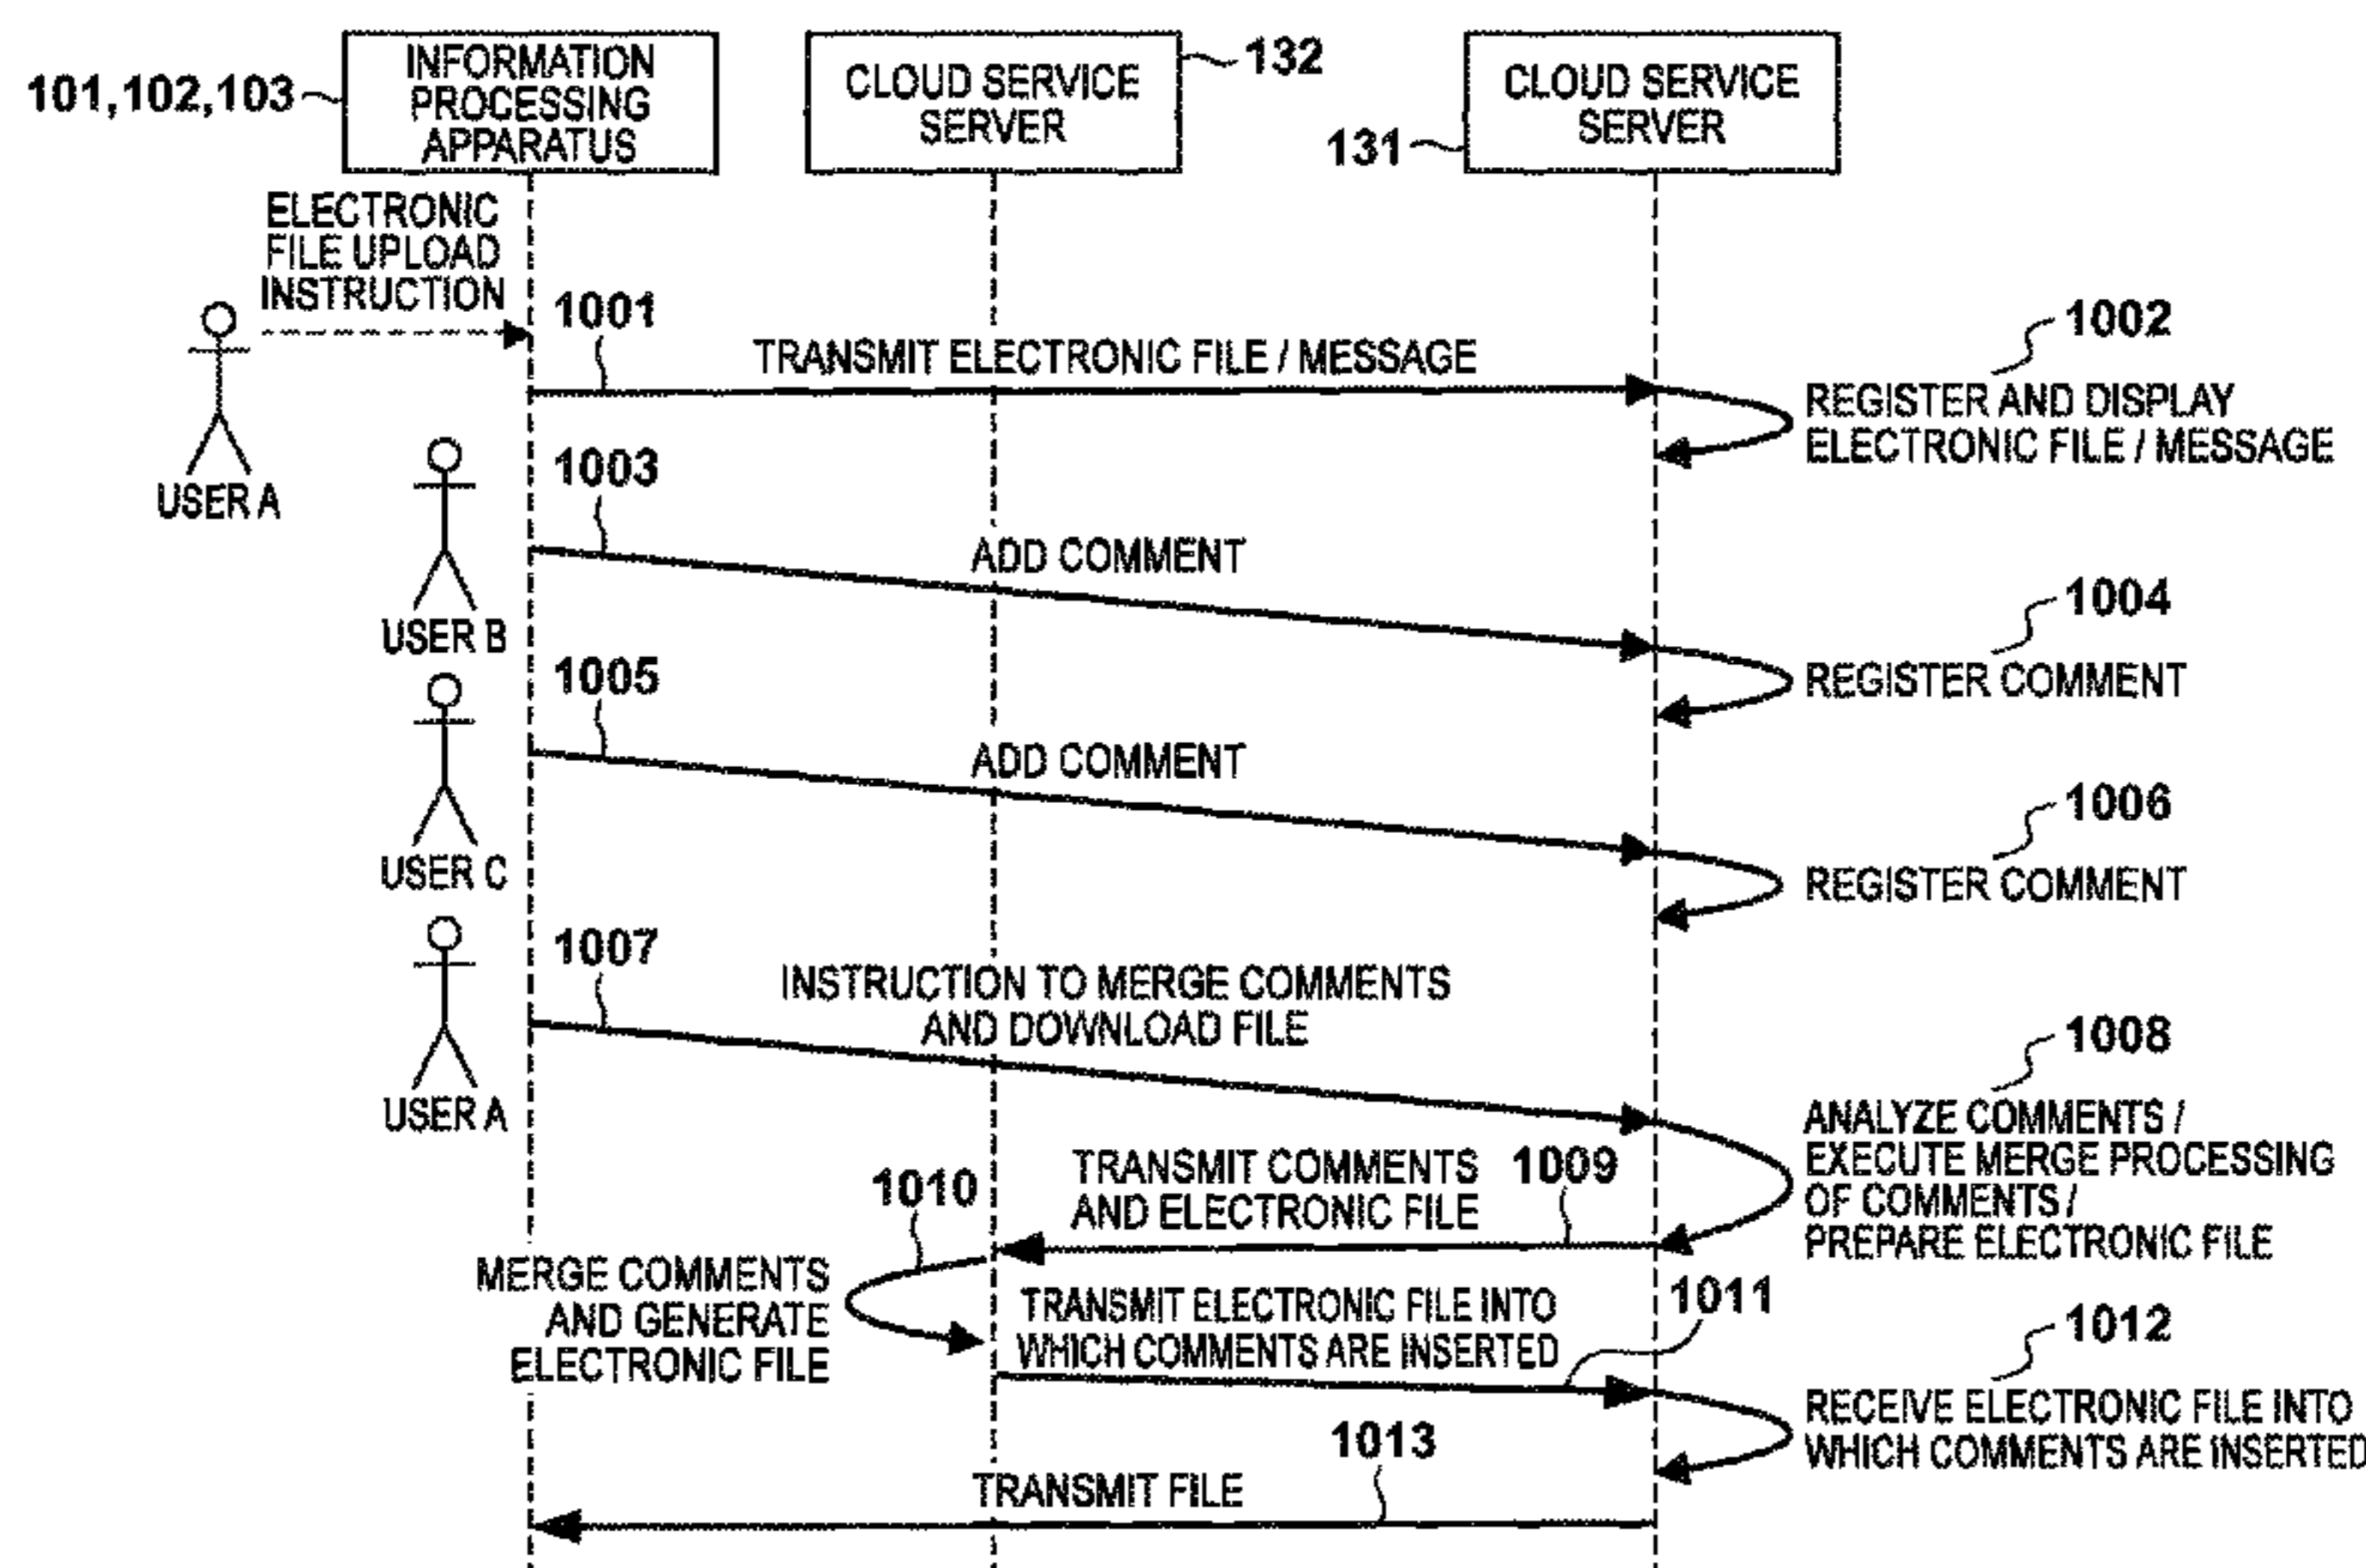 101,102,103
INFORMATION
PROCESSING
APPARATUS
CLOUD SERVICE
SERVER
132
131
CLOUD SERVICE
SERVER
ELECTRONIC
FILE UPLOAD
INSTRUCTION
USER A
1001
TRANSMIT ELECTRONIC FILE / MESSAGE
1002
REGISTER AND DISPLAY
ELECTRONIC FILE / MESSAGE
USER B
1003
ADD COMMENT
1004
REGISTER COMMENT
USER C
1005
ADD COMMENT
1006
REGISTER COMMENT
USER A
1007
INSTRUCTION TO MERGE COMMENTS
AND DOWNLOAD FILE
1008
ANALYZE COMMENTS /
EXECUTE MERGE PROCESSING
OF COMMENTS /
PREPARE ELECTRONIC FILE
TRANSMIT COMMENTS
AND ELECTRONIC FILE
1009
1010
MERGE COMMENTS
AND GENERATE
ELECTRONIC FILE
TRANSMIT ELECTRONIC FILE INTO
WHICH COMMENTS ARE INSERTED
1011
1012
RECEIVE ELECTRONIC FILE INTO
WHICH COMMENTS ARE INSERTED
1013
TRANSMIT FILE